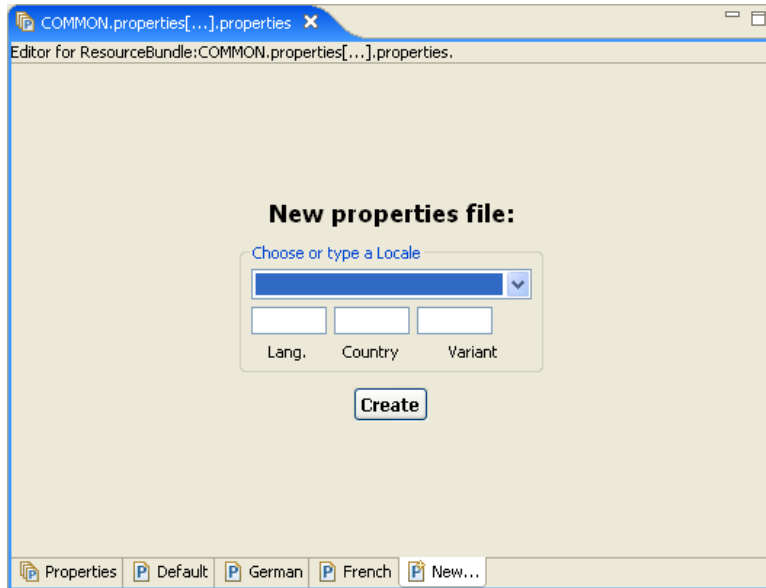 COMMON.properties[...].properties
Editor for ResourceBundle:COMMON.properties[...].properties.
New properties file:
Choose or type a Locale
Lang. Country Variant
Create
Properties Default German French New...